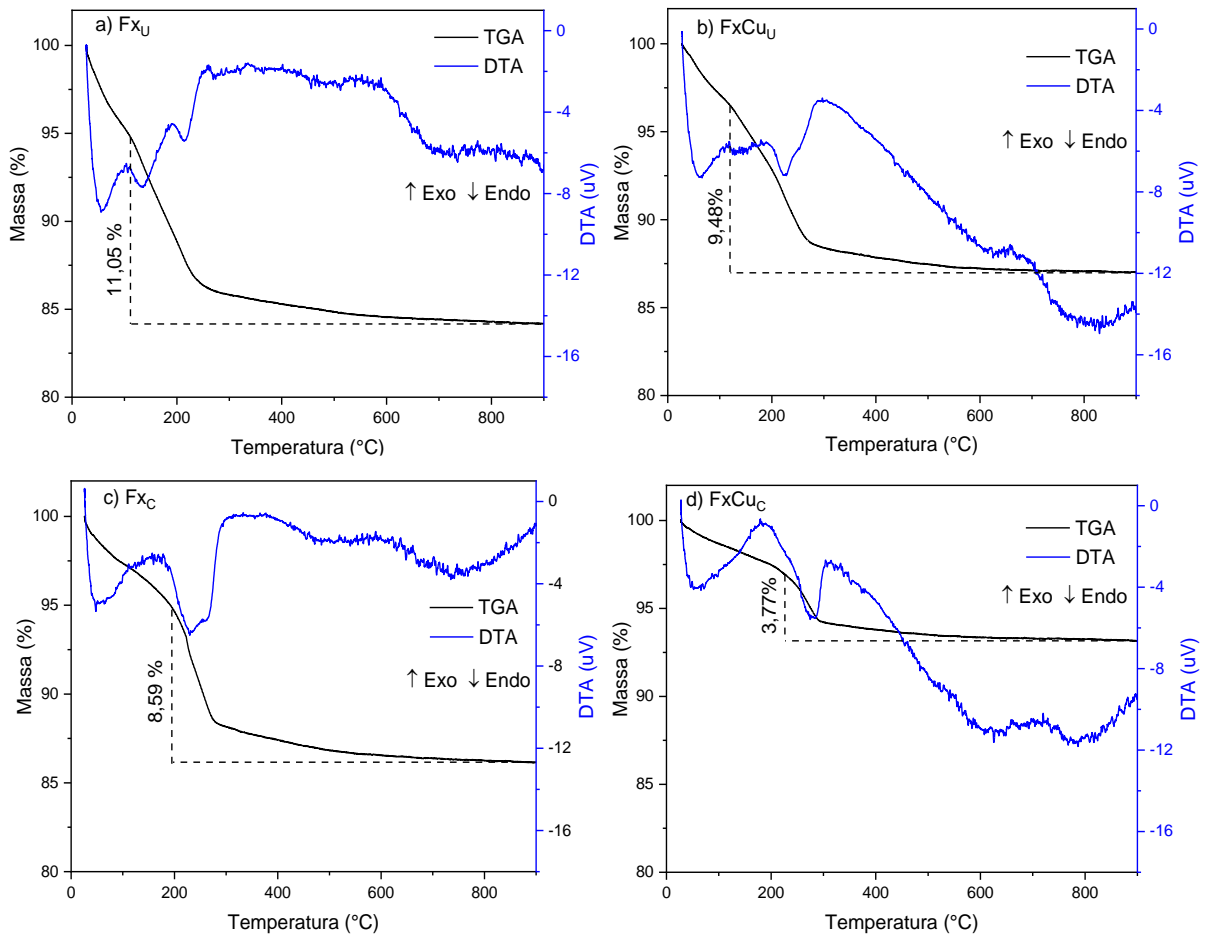 a) FxU
TGA
DTA
↑ Exo ↓ Endo
11,05 %
Massa (%)
100
95
90
85
80
0
-4
-8
-12
-16
DTA (uV)
0 200 400 600 800
Temperatura (°C)
b) FxCuU
TGA
DTA
↑ Exo ↓ Endo
9,48%
Massa (%)
100
95
90
85
80
0
-4
-8
-12
-16
DTA (uV)
0 200 400 600 800
Temperatura (°C)
c) FxC
TGA
DTA
↑ Exo ↓ Endo
8,59 %
Massa (%)
100
95
90
85
80
0
-4
-8
-12
-16
DTA (uV)
0 200 400 600 800
Temperatura (°C)
d) FxCuC
TGA
DTA
↑ Exo ↓ Endo
3,77%
Massa (%)
100
95
90
85
80
0
-4
-8
-12
-16
DTA (uV)
0 200 400 600 800
Temperatura (°C)